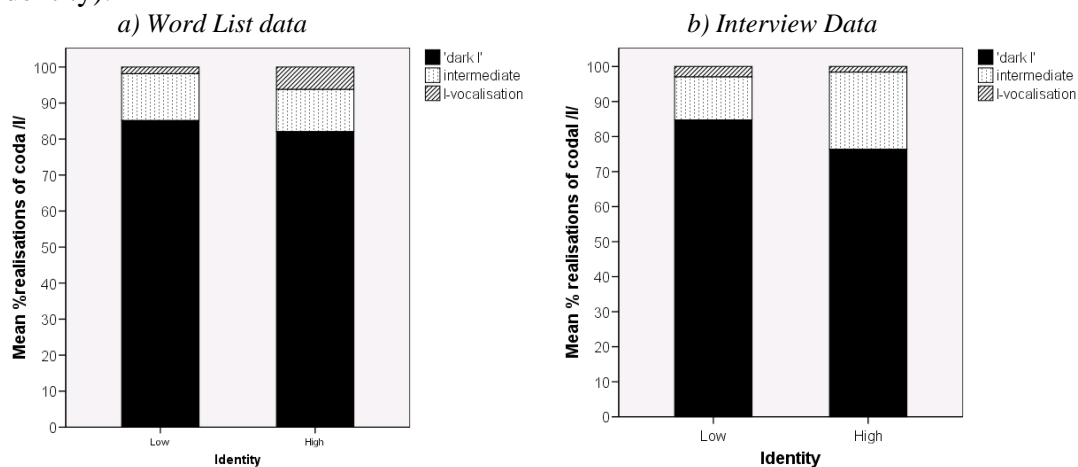 a) Word List data
b) Interview Data
100
90
80
70
60
50
40
30
20
10
0
Mean %realisations of coda /l/
Low
High
Identity
'dark l'
intermediate
l-vocalisation
100
90
80
70
60
50
40
30
20
10
0
Mean % realisations of codal /l/
Low
High
Identity
'dark l'
intermediate
l-vocalisation